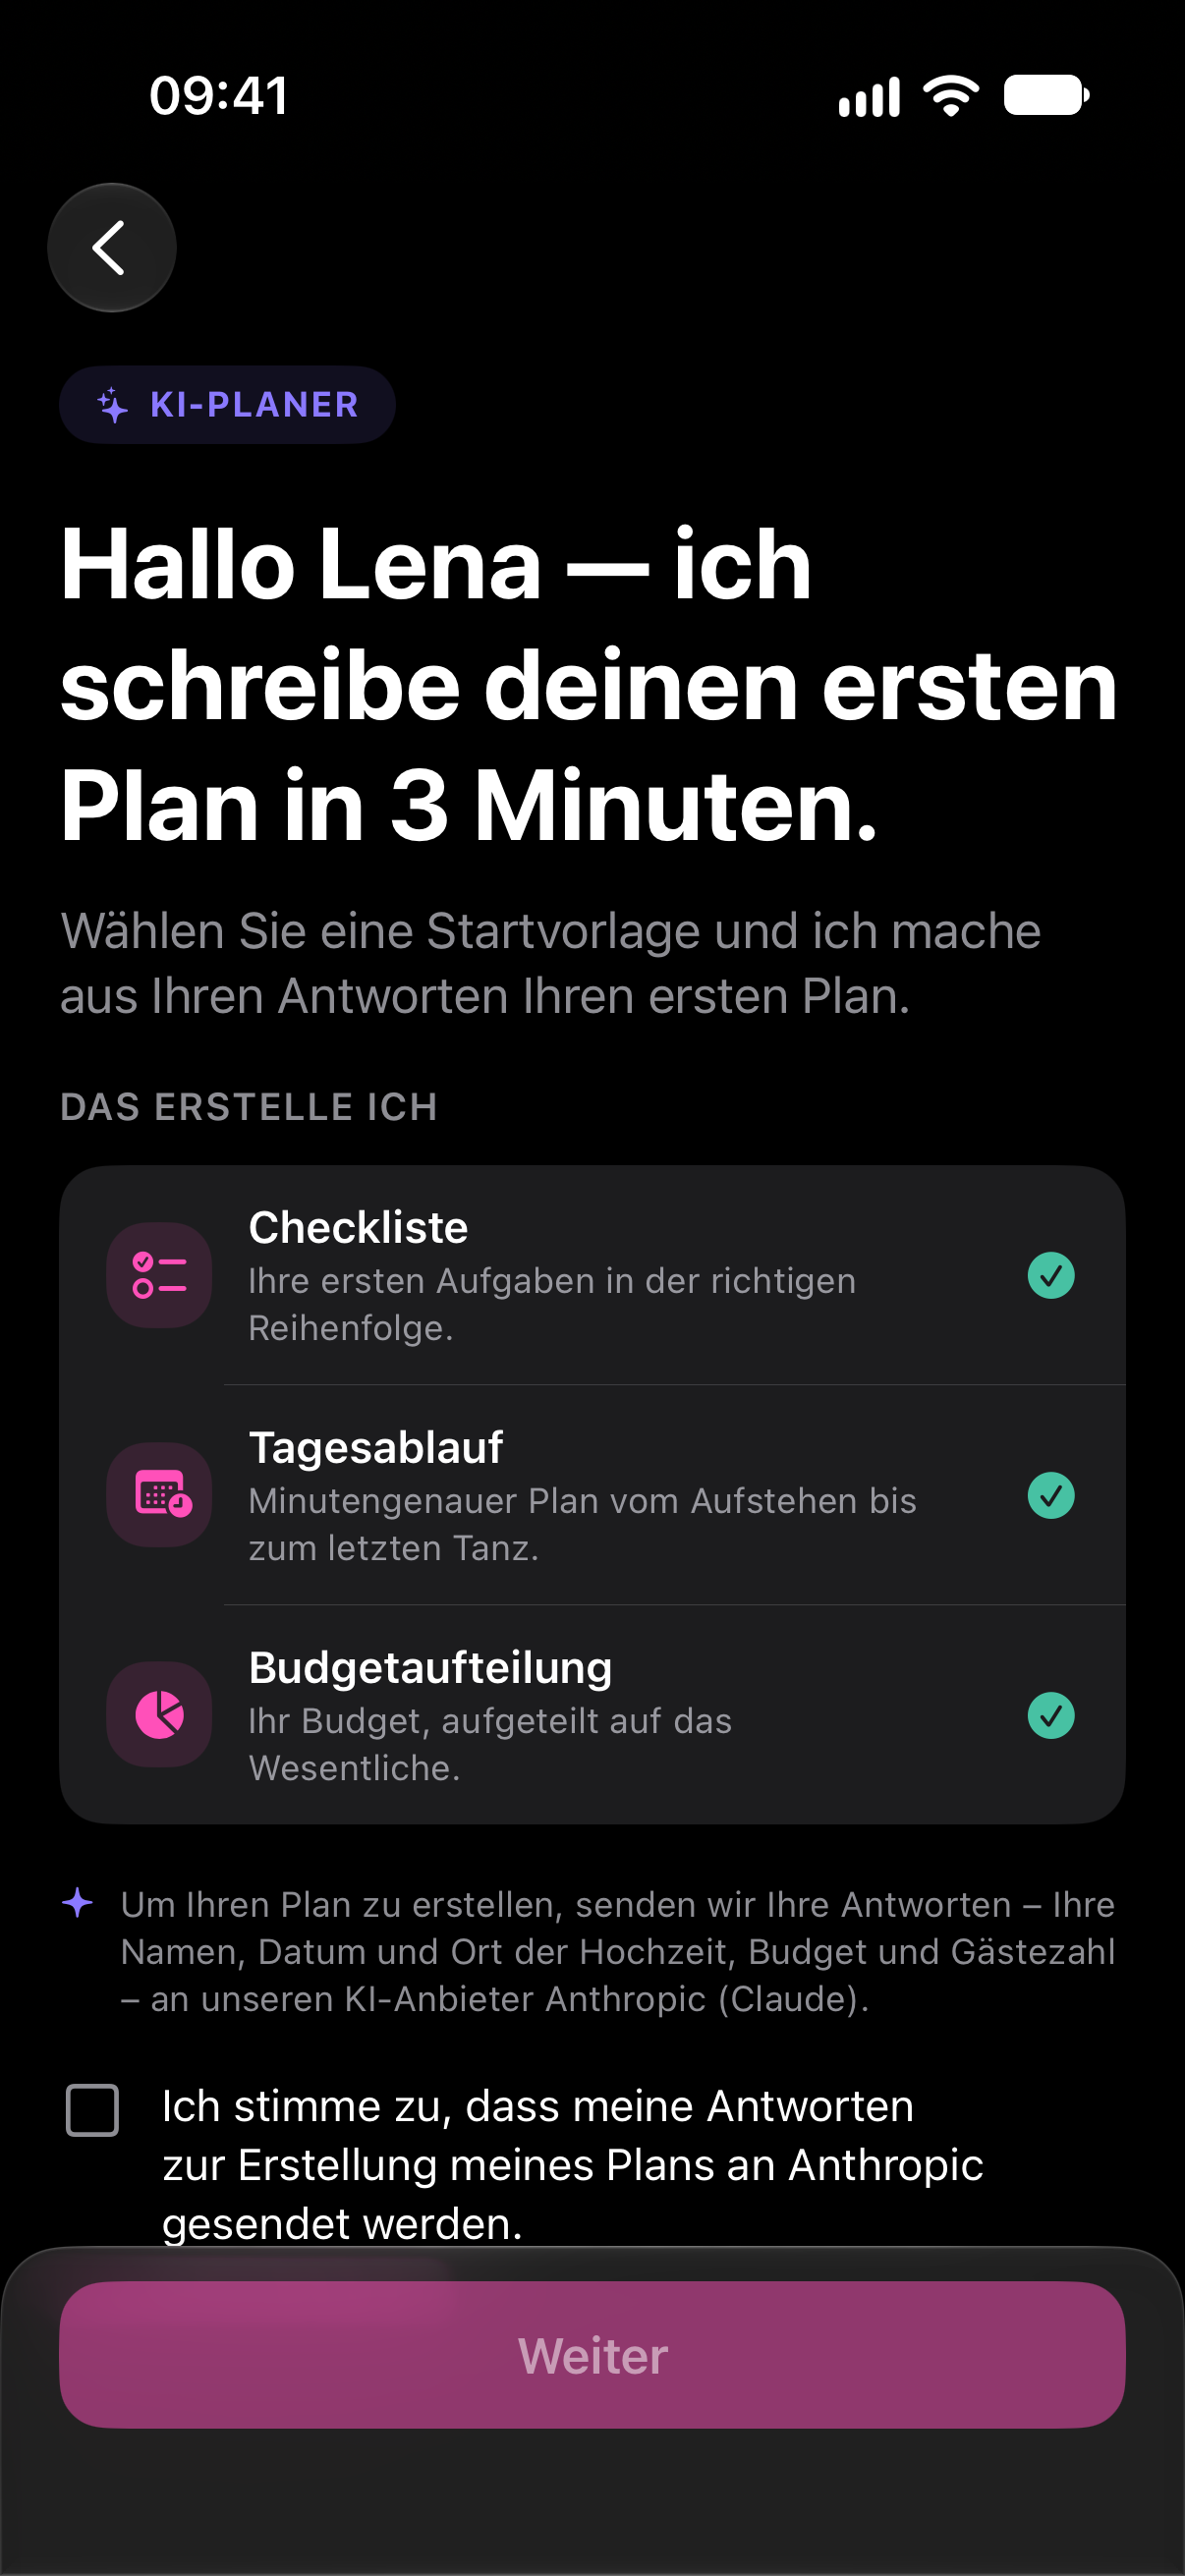 09:41
KI-PLANER
Hallo Lena — ich
schreibe deinen ersten
Plan in 3 Minuten.
Wählen Sie eine Startvorlage und ich mache
aus Ihren Antworten Ihren ersten Plan.
DAS ERSTELLE ICH
Checkliste
Ihre ersten Aufgaben in der richtigen
Reihenfolge.
Tagesablauf
Minutengenauer Plan vom Aufstehen bis
zum letzten Tanz.
Budgetaufteilung
Ihr Budget, aufgeteilt auf das
Wesentliche.
Um Ihren Plan zu erstellen, senden wir Ihre Antworten – Ihre
Namen, Datum und Ort der Hochzeit, Budget und Gästezahl
– an unseren KI-Anbieter Anthropic (Claude).
Ich stimme zu, dass meine Antworten
zur Erstellung meines Plans an Anthropic
gesendet werden.
Weiter